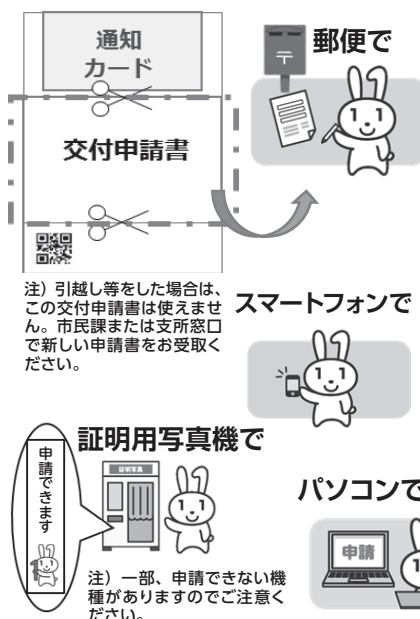 通知
カード
交付申請書
郵便で
〒
注）引越し等をした場合は、
この交付申請書は使えませ
ん。市民課または支所窓口
で新しい申請書をお受取く
ださい。
スマートフォンで
証明用写真機で
申請できます
証明写真
注）一部、申請できない機
種がありますのでご注意く
ださい。
パソコンで
申請